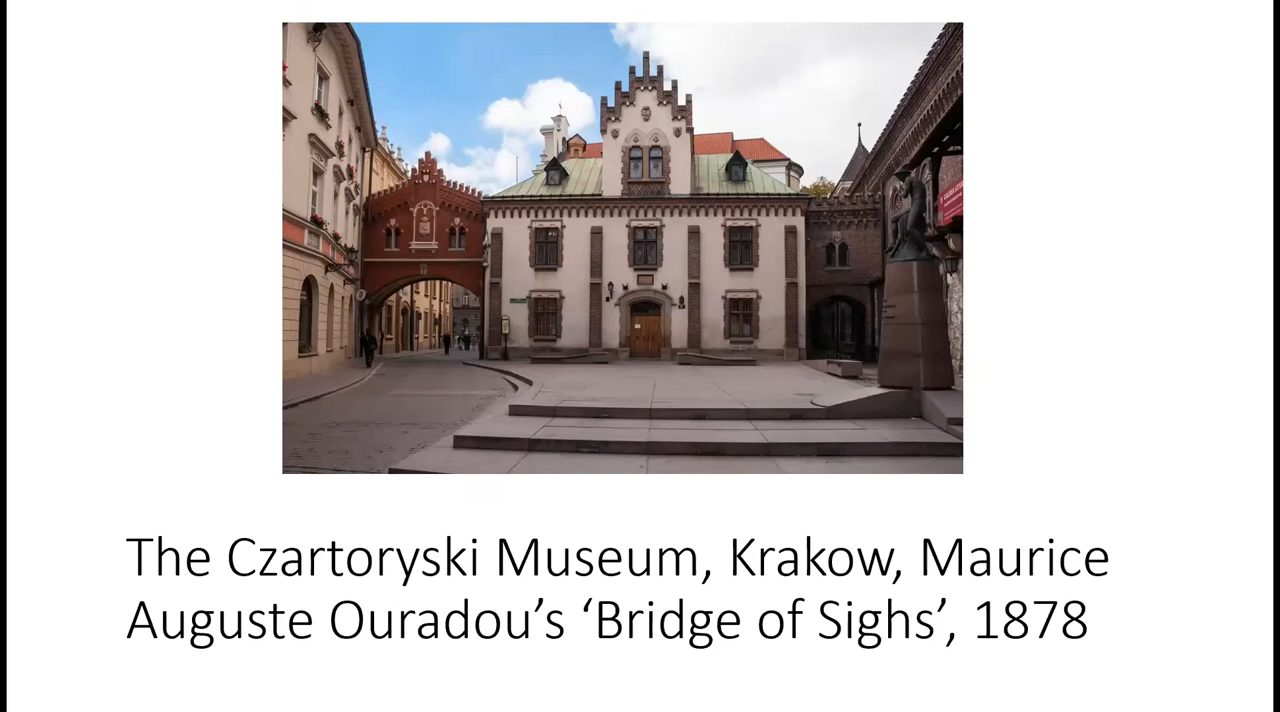 The Czartoryski Museum, Krakow, Maurice
Auguste Ouradou’s ‘Bridge of Sighs’, 1878